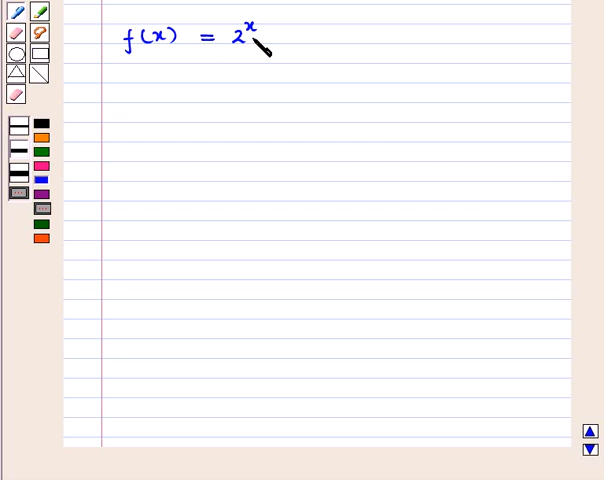 f(x) = 2^x